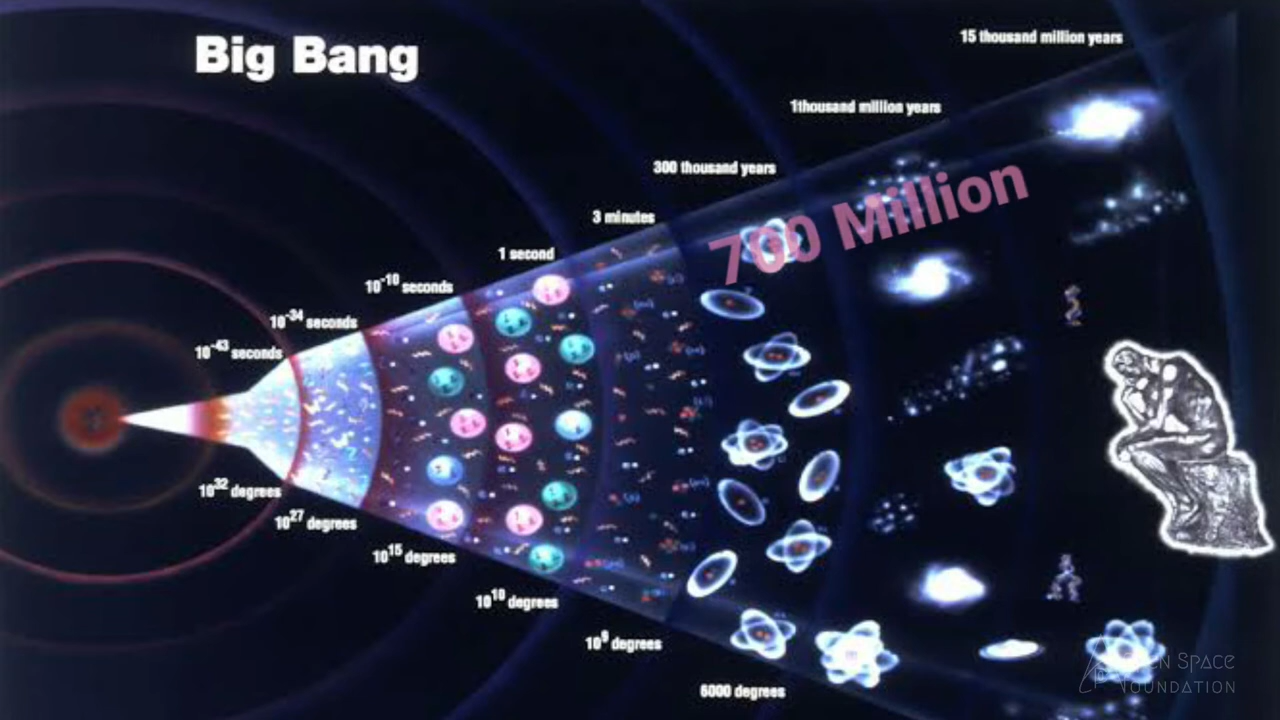 Big Bang
15 thousand million years
1thousand million years
300 thousand years
700 Million
3 minutes
1 second
10⁻¹⁰ seconds
10⁻³⁴ seconds
10⁻⁴³ seconds
10³² degrees
10²⁷ degrees
10¹⁵ degrees
10¹⁰ degrees
10⁹ degrees
6000 degrees
Space